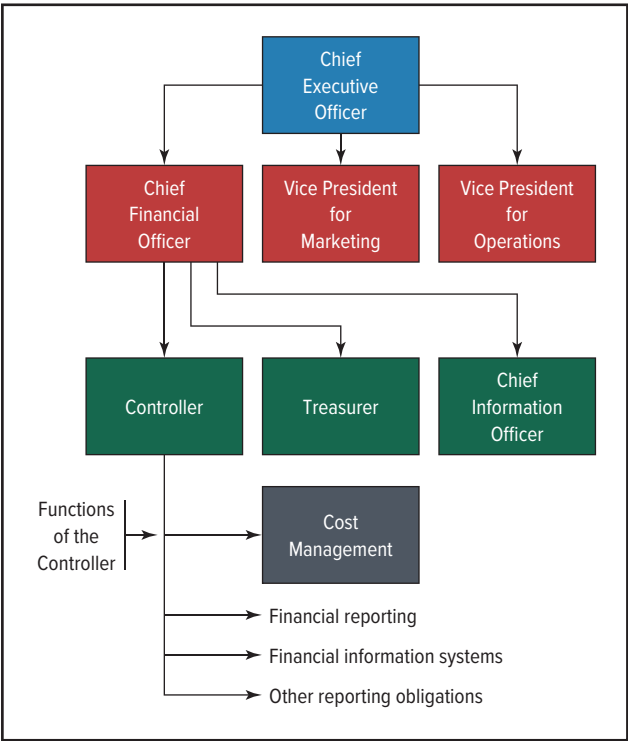 Chief
Executive
Officer
Chief
Financial
Officer
Vice President
for
Marketing
Vice President
for
Operations
Controller
Treasurer
Chief
Information
Officer
Functions
of the
Controller
Cost
Management
Financial reporting
Financial information systems
Other reporting obligations